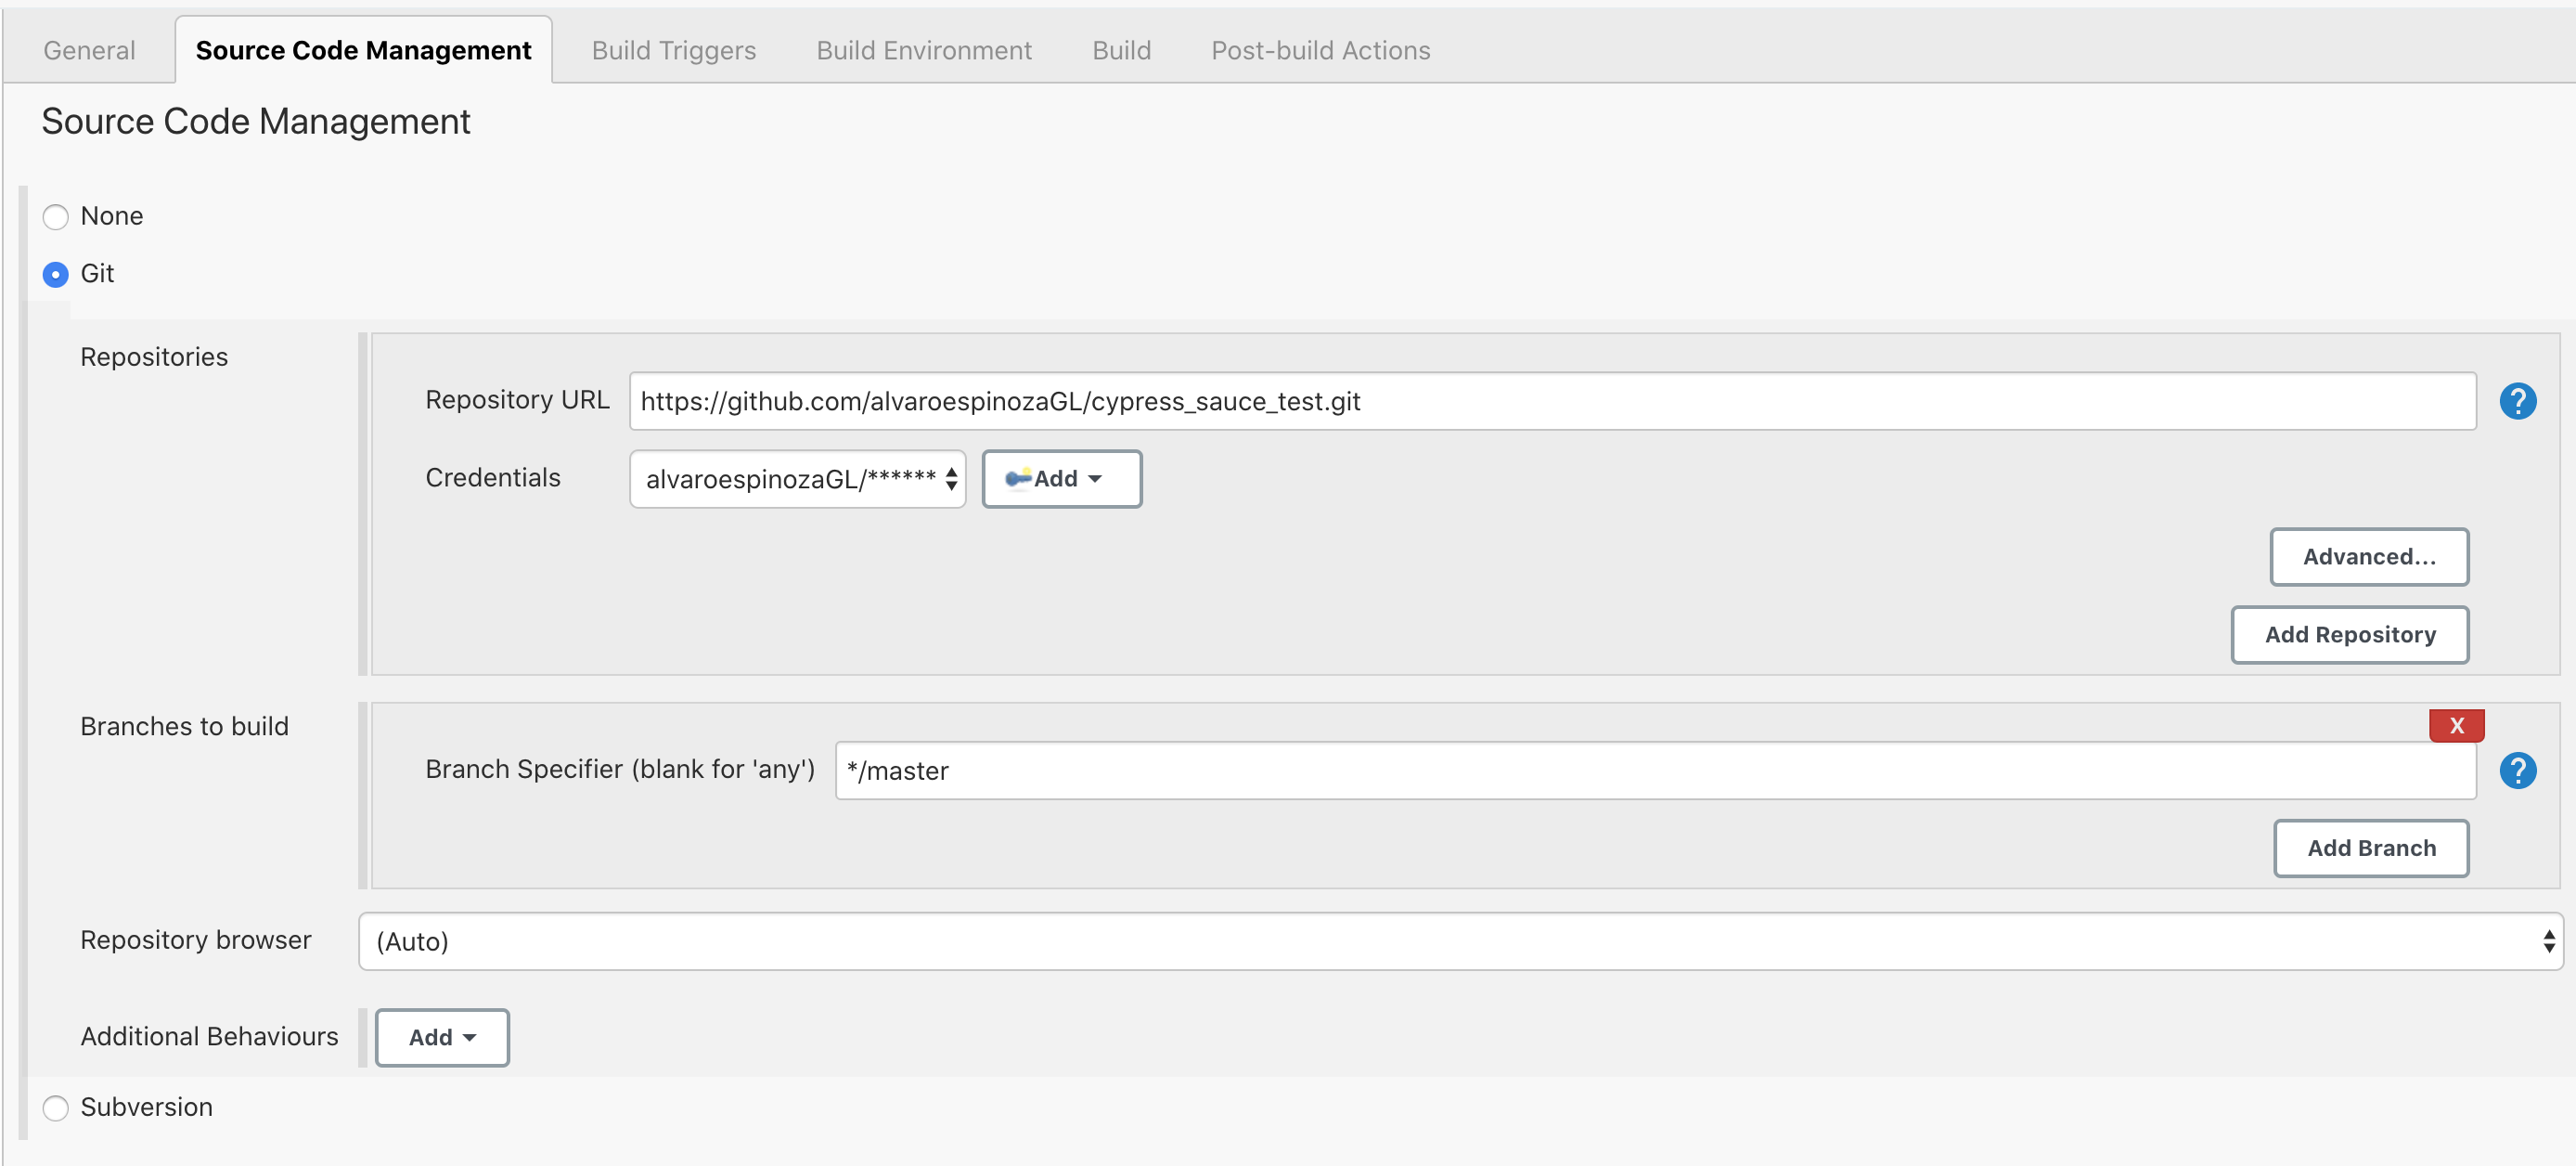 General Source Code Management Build Triggers Build Environment Build Post-build Actions
Source Code Management
None
Git
Repositories
Repository URL https://github.com/alvaroespinozaGL/cypress_sauce_test.git ?
Credentials alvaroespinozaGL/****** Add
Advanced...
Add Repository
Branches to build
X
Branch Specifier (blank for 'any') */master ?
Add Branch
Repository browser (Auto)
Additional Behaviours Add
Subversion